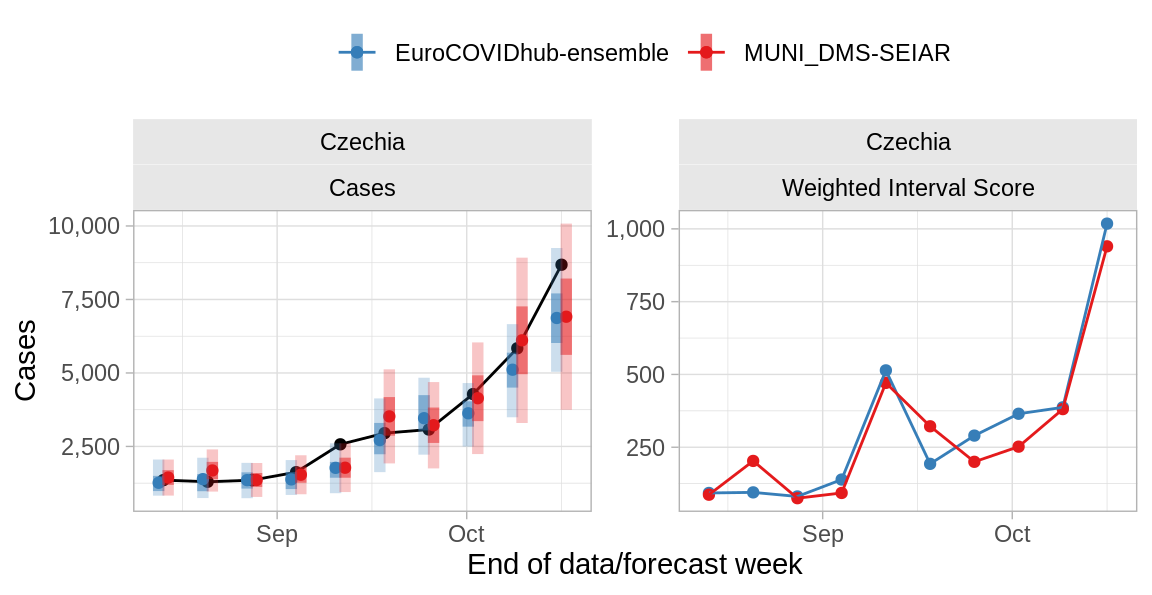 EuroCOVIDhub-ensemble MUNI_DMS-SEIAR
Czechia
Cases
Czechia
Weighted Interval Score
Cases
10,000
7,500
5,000
2,500
Sep
Oct
1,000
750
500
250
Sep
Oct
End of data/forecast week